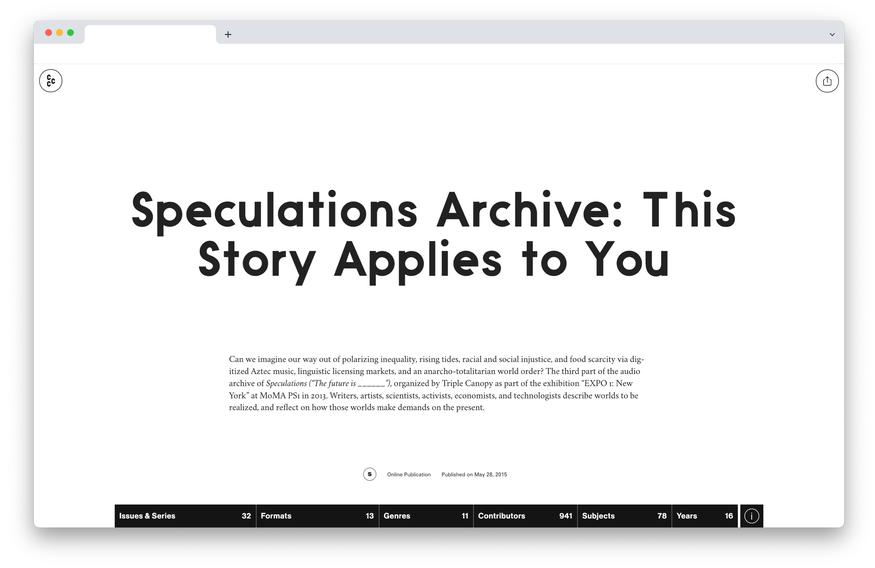 Speculations Archive: This
Story Applies to You
Can we imagine our way out of polarizing inequality, rising tides, racial and social injustice, and food scarcity via dig-
itized Aztec music, linguistic licensing markets, and an anarcho-totalitarian world order? The third part of the audio
archive of Speculations (“The future is ______”), organized by Triple Canopy as part of the exhibition “EXPO 1: New
York” at MoMA PS1 in 2013. Writers, artists, scientists, activists, economists, and technologists describe worlds to be
realized, and reflect on how those worlds make demands on the present.
S Online Publication Published on May 28, 2015
Issues & Series 32 Formats 13 Genres 11 Contributors 941 Subjects 78 Years 16 i